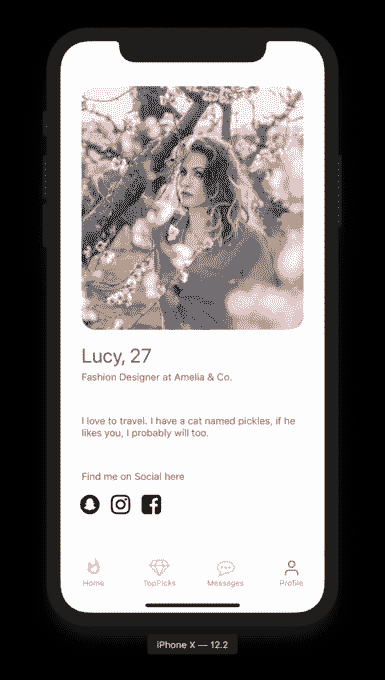 Lucy, 27
Fashion Designer at Amelia & Co.
I love to travel. I have a cat named pickles, if he
likes you, I probably will too.
Find me on Social here
Home TopPicks Messages Profile
iPhone X — 12.2